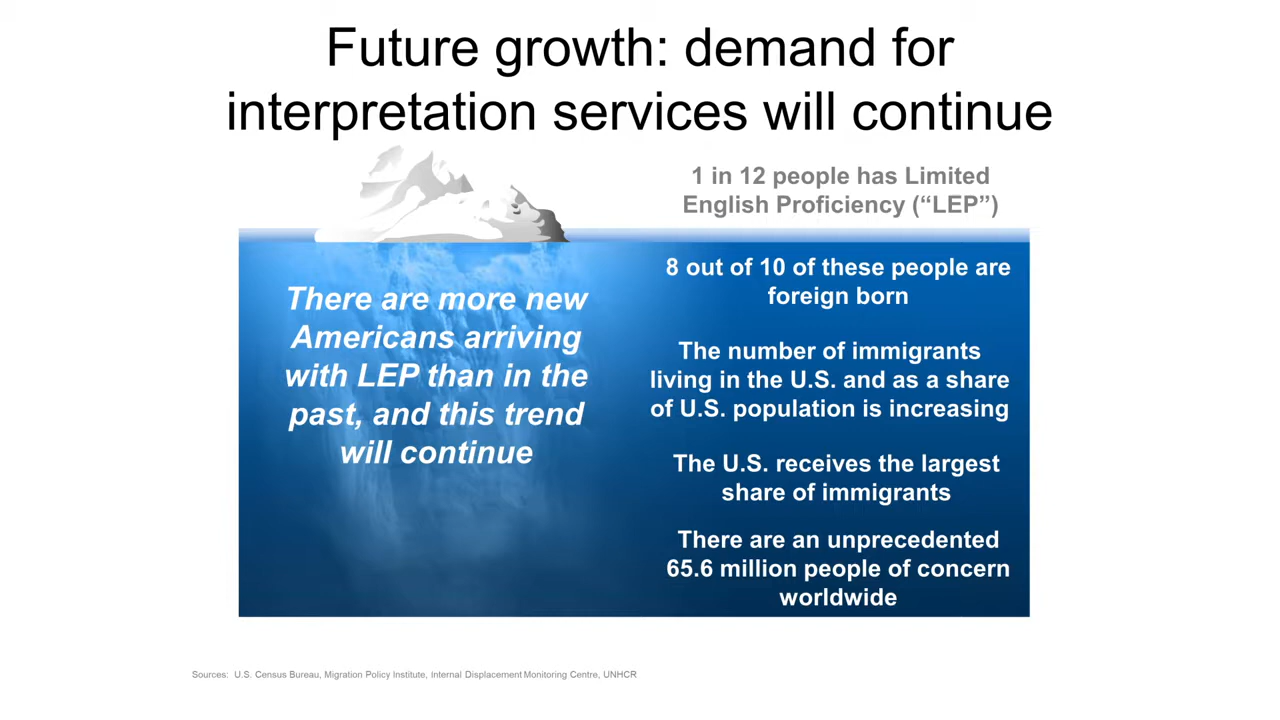 Future growth: demand for
interpretation services will continue
1 in 12 people has Limited
English Proficiency (“LEP”)
There are more new
Americans arriving
with LEP than in the
past, and this trend
will continue
8 out of 10 of these people are
foreign born
The number of immigrants
living in the U.S. and as a share
of U.S. population is increasing
The U.S. receives the largest
share of immigrants
There are an unprecedented
65.6 million people of concern
worldwide
Sources: U.S. Census Bureau, Migration Policy Institute, Internal Displacement Monitoring Centre, UNHCR